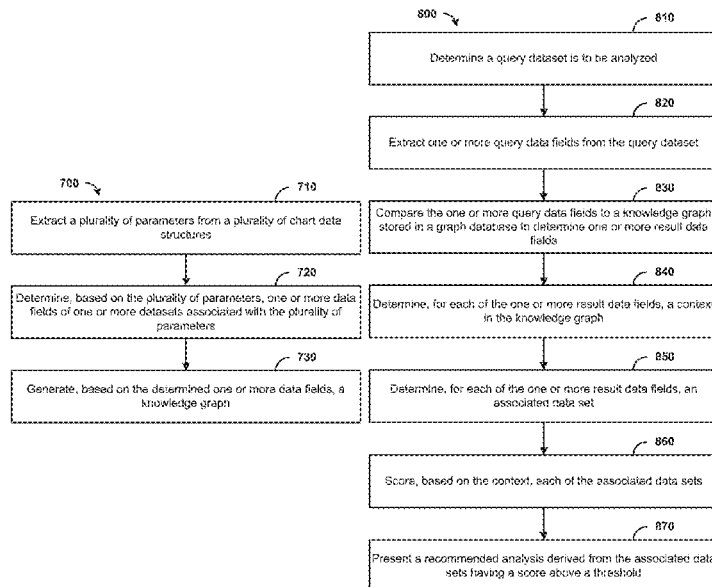 700
710
Extract a plurality of parameters from a plurality of chart data
structures
720
Determine, based on the plurality of parameters, one or more data
fields of one or more datasets associated with the plurality of
parameters
730
Generate, based on the determined one or more data fields, a
knowledge graph
800
810
Determine a query dataset is to be analyzed
820
Extract one or more query data fields from the query dataset
830
Compare the one or more query data fields to a knowledge graph
stored in a graph database to determine one or more result data
fields
840
Determine, for each of the one or more result data fields, a context
in the knowledge graph
850
Determine, for each of the one or more result data fields, an
associated data set
860
Score, based on the context, each of the associated data sets
870
Present a recommended analysis derived from the associated data
sets having a score above a threshold